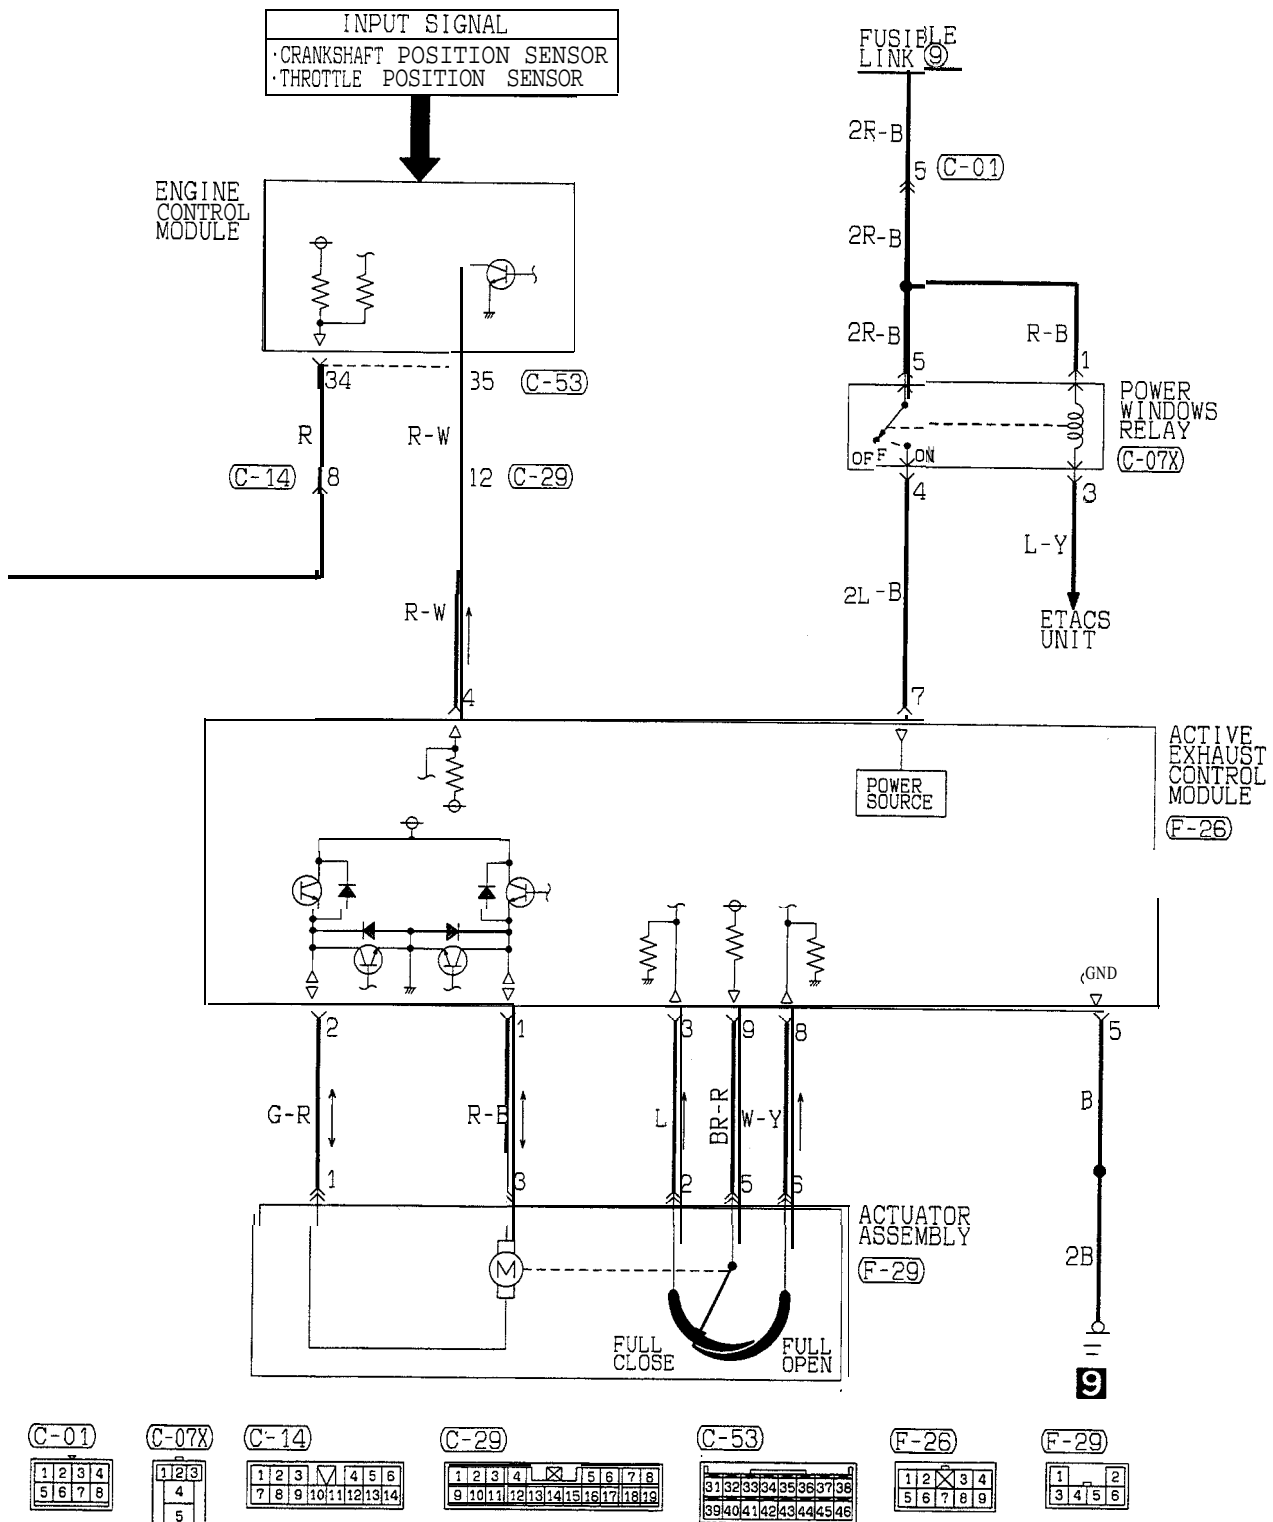 INPUT SIGNAL
·CRANKSHAFT POSITION SENSOR
·THROTTLE POSITION SENSOR
FUSIBLE
LINK 9
2R-B
5 C-01
2R-B
2R-B
R-B
5
1
ENGINE
CONTROL
MODULE
34
35 C-53
POWER
WINDOWS
RELAY
C-07X
OFF
ON
R
R-W
C-14 8
12 C-29
4
3
L-Y
2L-B
ETACS
UNIT
R-W
4
7
POWER
SOURCE
ACTIVE
EXHAUST
CONTROL
MODULE
F-26
GND
2
1
3
9
8
5
G-R
R-B
L
BR-R
W-Y
B
1
3
2
5
6
ACTUATOR
ASSEMBLY
F-29
2B
M
FULL
CLOSE
FULL
OPEN
9
C-01
1 2 3 4
5 6 7 8
C-07X
1 2 3
4
5
C-14
1 2 3 4 5 6
7 8 9 10 11 12 13 14
C-29
1 2 3 4 5 6 7 8
9 10 11 12 13 14 15 16 17 18 19
C-53
31 32 33 34 35 36 37 38
39 40 41 42 43 44 45 46
F-26
1 2 3 4
5 6 7 8 9
F-29
1 2
3 4 5 6